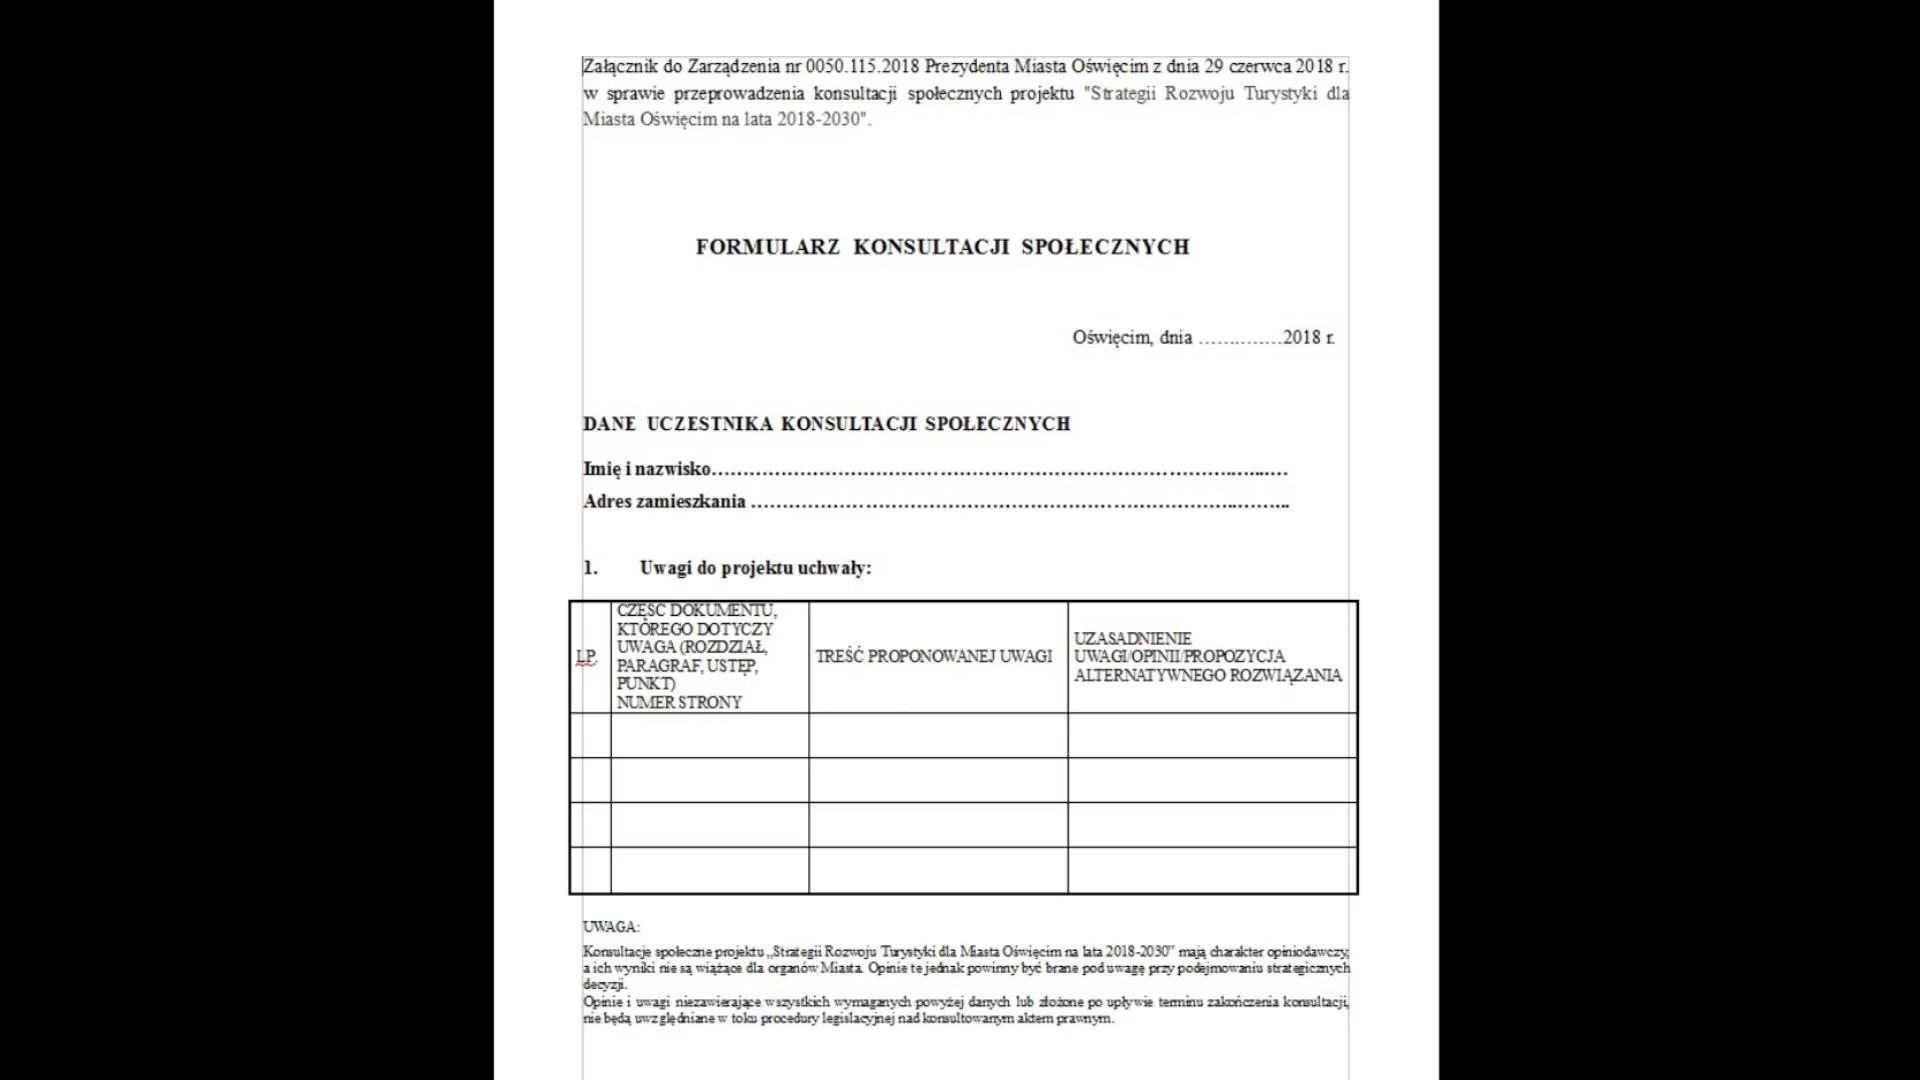 Załącznik do Zarządzenia nr 0050.115.2018 Prezydenta Miasta Oświęcim z dnia 29 czerwca 2018 r.
w sprawie przeprowadzenia konsultacji społecznych projektu "Strategii Rozwoju Turystyki dla
Miasta Oświęcim na lata 2018-2030".
FORMULARZ KONSULTACJI SPOŁECZNYCH
Oświęcim, dnia ..............2018 r.
DANE UCZESTNIKA KONSULTACJI SPOŁECZNYCH
Imię i nazwisko……………………………………………………………………………..…...…
Adres zamieszkania …………………………………………………………………..……...
1. Uwagi do projektu uchwały:
LP.
CZĘŚĆ DOKUMENTU,
KTÓREGO DOTYCZY
UWAGA (ROZDZIAŁ,
PARAGRAF, USTĘP,
PUNKT)
NUMER STRONY
TREŚĆ PROPONOWANEJ UWAGI
UZASADNIENIE
UWAGI/OPINII/PROPOZYCJA
ALTERNATYWNEGO ROZWIĄZANIA
UWAGA:
Konsultacje społeczne projektu „Strategii Rozwoju Turystyki dla Miasta Oświęcim na lata 2018-2030” mają charakter opiniodawczy,
a ich wyniki nie są wiążące dla organów Miasta. Opinie te jednak powinny być brane pod uwagę przy podejmowaniu strategicznych
decyzji.
Opinie i uwagi niezawierające wszystkich wymaganych powyżej danych lub złożone po upływie terminu zakończenia konsultacji,
nie będą uwzględniane w toku procedury legislacyjnej nad konsultowanym aktem prawnym.